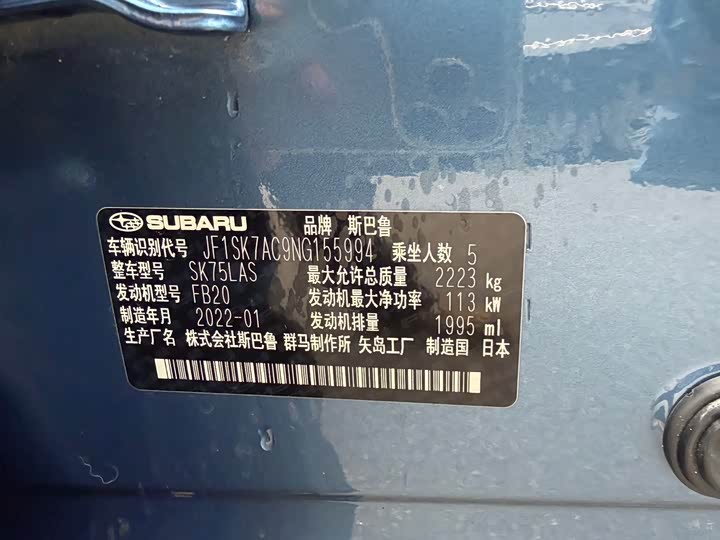 SUBARU 品牌 斯巴鲁
车辆识别代号 JF1SK7AC9NG155994 乘坐人数 5
整车型号 SK75LAS 最大允许总质量 2223 kg
发动机型号 FB20 发动机最大净功率 113 kW
制造年月 2022-01 发动机排量 1995 ml
生产厂名 株式会社斯巴鲁 群马制作所 矢岛工厂 制造国 日本